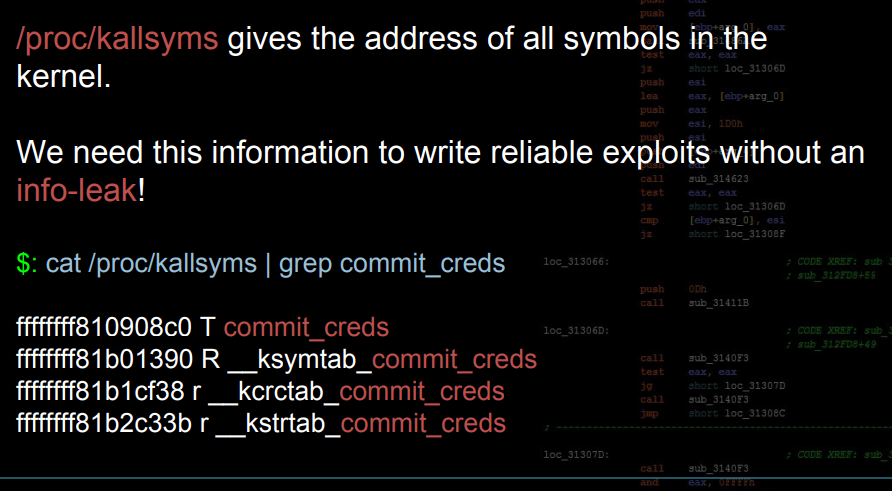 /proc/kallsyms gives the address of all symbols in the
kernel.
We need this information to write reliable exploits without an
info-leak!
$: cat /proc/kallsyms | grep commit_creds
ffffffff810908c0 T commit_creds
ffffffff81b01390 R __ksymtab_commit_creds
ffffffff81b1cf38 r __kcrctab_commit_creds
ffffffff81b2c33b r __kstrtab_commit_creds
push edi
test eax, eax
jz short loc_31306D
push esi
lea eax, [ebp+arg_0]
push eax
mov esi, 1D0h
push esi
call sub_314623
test eax, eax
jz short loc_31306D
cmp [ebp+arg_0], esi
jz short loc_31308F
loc_313066: ; CODE XREF: sub
; sub_312FD8+59
push 0Dh
call sub_31411B
loc_31306D: ; CODE XREF: sub
; sub_312FD8+49
call sub_3140F3
test eax, eax
jg short loc_31307D
call sub_3140F3
jmp short loc_31308C
loc_31307D: ; CODE XREF: sub
call sub_3140F3
and eax, 0FFFFh